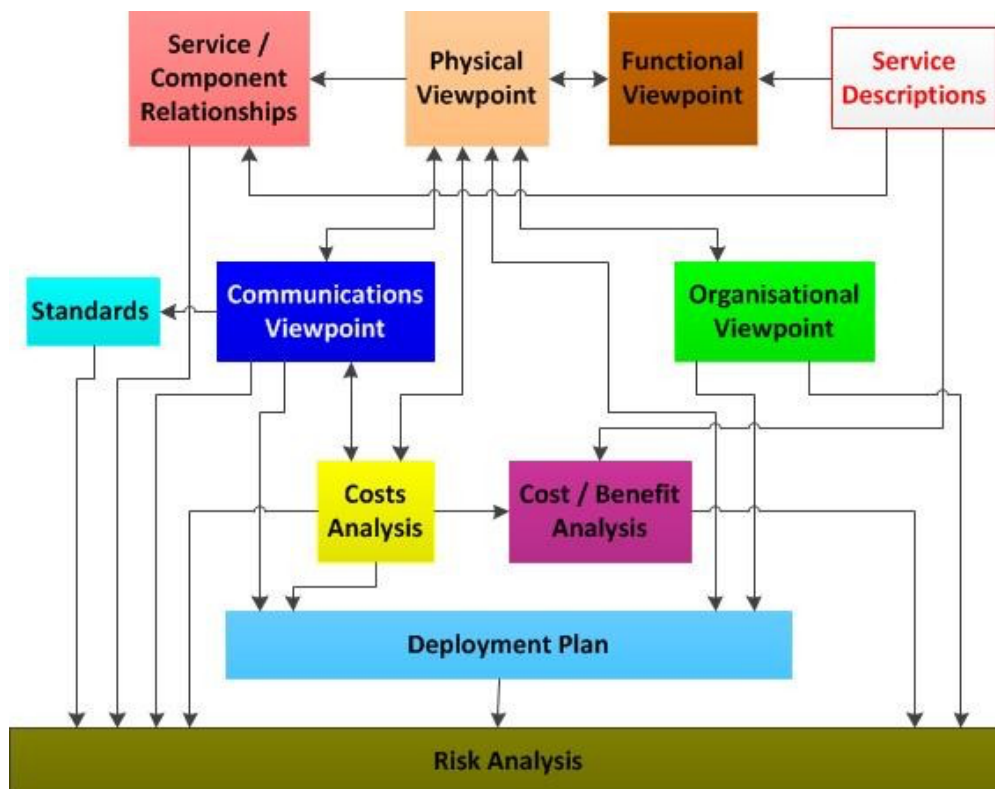 Service /
Component
Relationships
Physical
Viewpoint
Functional
Viewpoint
Service
Descriptions
Standards
Communications
Viewpoint
Organisational
Viewpoint
Costs
Analysis
Cost / Benefit
Analysis
Deployment Plan
Risk Analysis